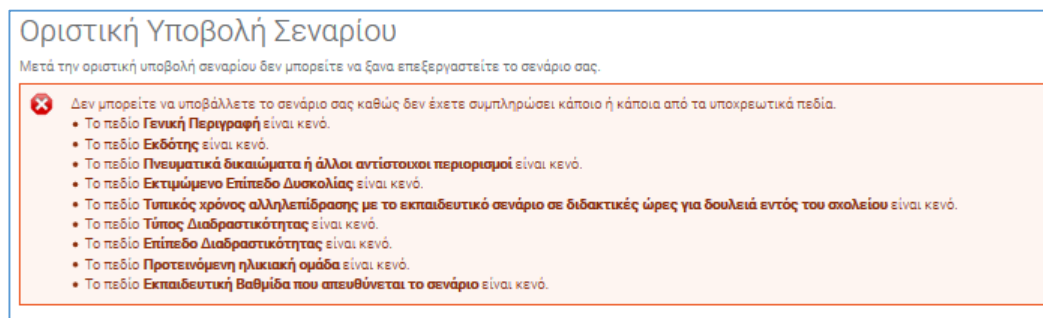 Οριστική Υποβολή Σεναρίου
Μετά την οριστική υποβολή σεναρίου δεν μπορείτε να ξανα επεξεργαστείτε το σενάριο σας.
Δεν μπορείτε να υποβάλλετε το σενάριο σας καθώς δεν έχετε συμπληρώσει κάποιο ή κάποια από τα υποχρεωτικά πεδία.
• Το πεδίο Γενική Περιγραφή είναι κενό.
• Το πεδίο Εκδότης είναι κενό.
• Το πεδίο Πνευματικά δικαιώματα ή άλλοι αντίστοιχοι περιορισμοί είναι κενό.
• Το πεδίο Εκτιμώμενο Επίπεδο Δυσκολίας είναι κενό.
• Το πεδίο Τυπικός χρόνος αλληλεπίδρασης με το εκπαιδευτικό σενάριο σε διδακτικές ώρες για δουλειά εντός του σχολείου είναι κενό.
• Το πεδίο Τύπος Διαδραστικότητας είναι κενό.
• Το πεδίο Επίπεδο Διαδραστικότητας είναι κενό.
• Το πεδίο Προτεινόμενη ηλικιακή ομάδα είναι κενό.
• Το πεδίο Εκπαιδευτική Βαθμίδα που απευθύνεται το σενάριο είναι κενό.